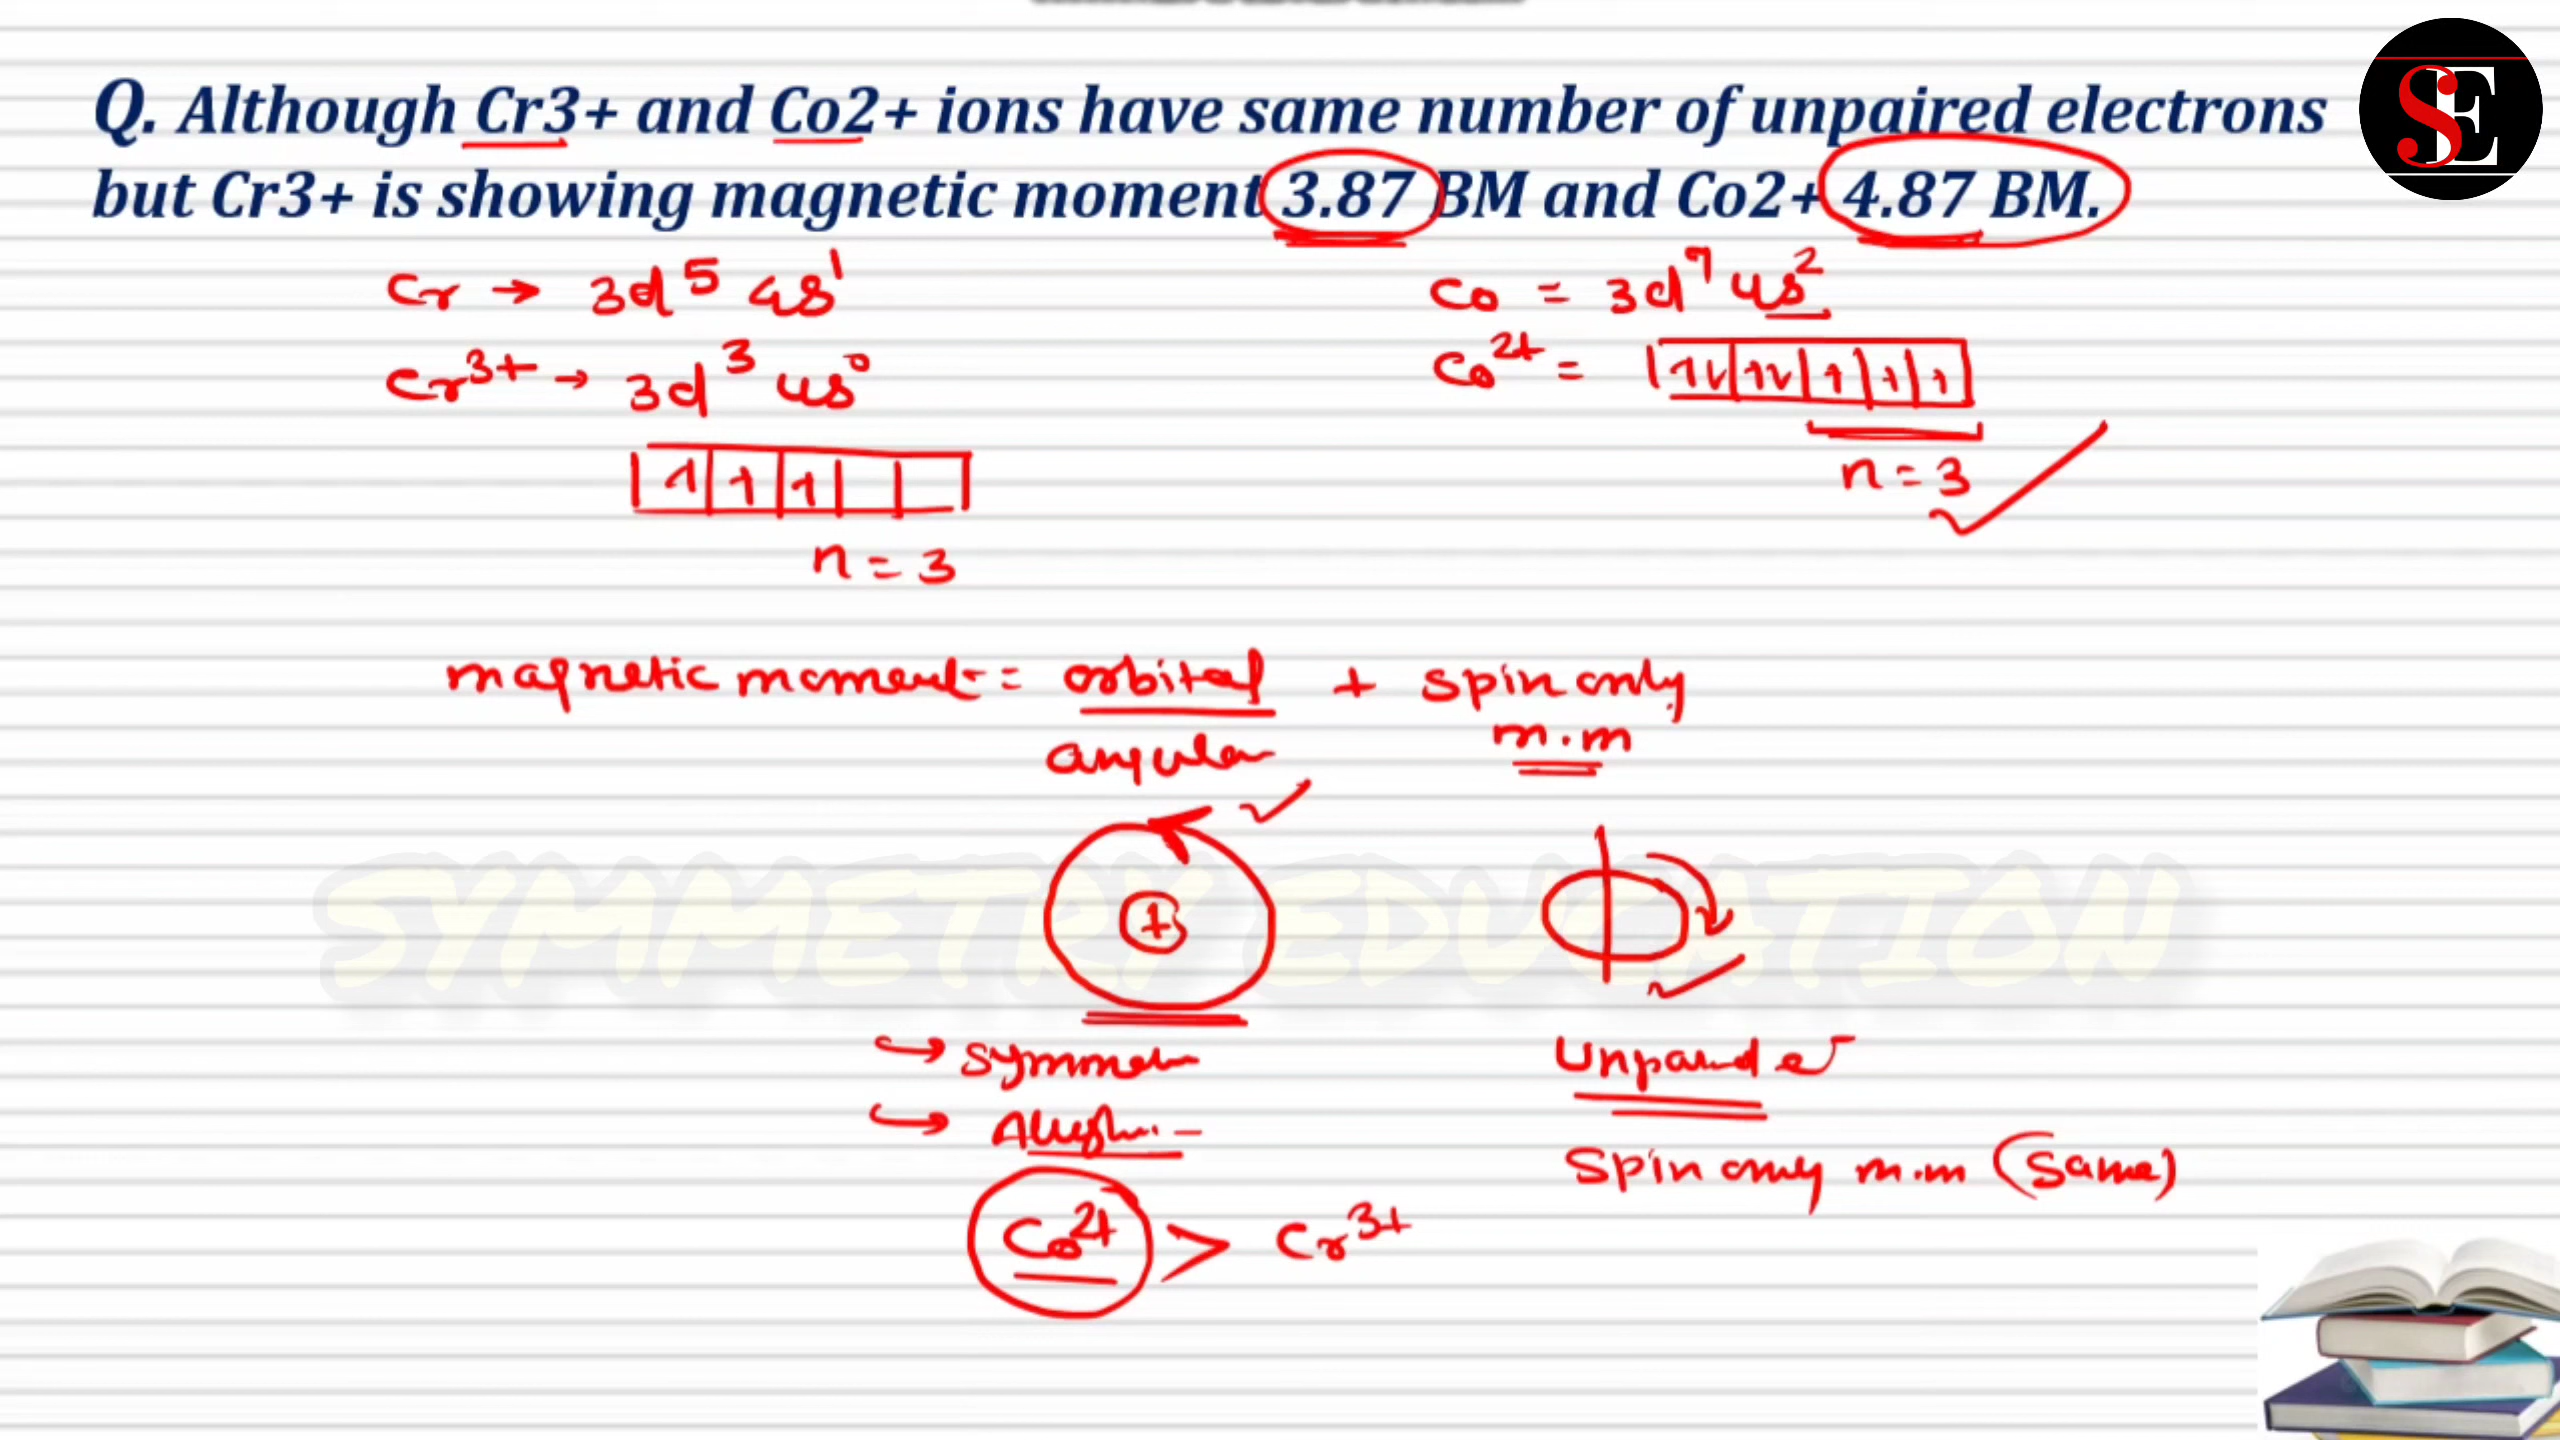 Q. Although Cr3+ and Co2+ ions have same number of unpaired electrons
but Cr3+ is showing magnetic moment 3.87 BM and Co2+ 4.87 BM.
SE
Cr → 3d⁵ 4s¹
Co = 3d⁷ 4s²
Cr³⁺ → 3d³ 4s⁰
Co²⁺ =
n = 3
n = 3
magnetic moment = orbital + spin only
angular m.m
+
SYMMETRY EDUCATION
↪ Symme
Unpaired e⁻
↪
Spin only m.m (Same)
Co²⁺ > Cr³⁺